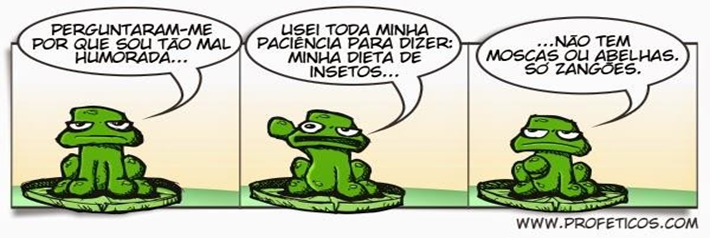 PERGUNTARAM-ME
POR QUE SOU TÃO MAL
HUMORADA...
USEI TODA MINHA
PACIÊNCIA PARA DIZER:
MINHA DIETA DE
INSETOS...
...NÃO TEM
MOSCAS OU ABELHAS.
SÓ ZANGÕES.
WWW.PROFETICOS.COM